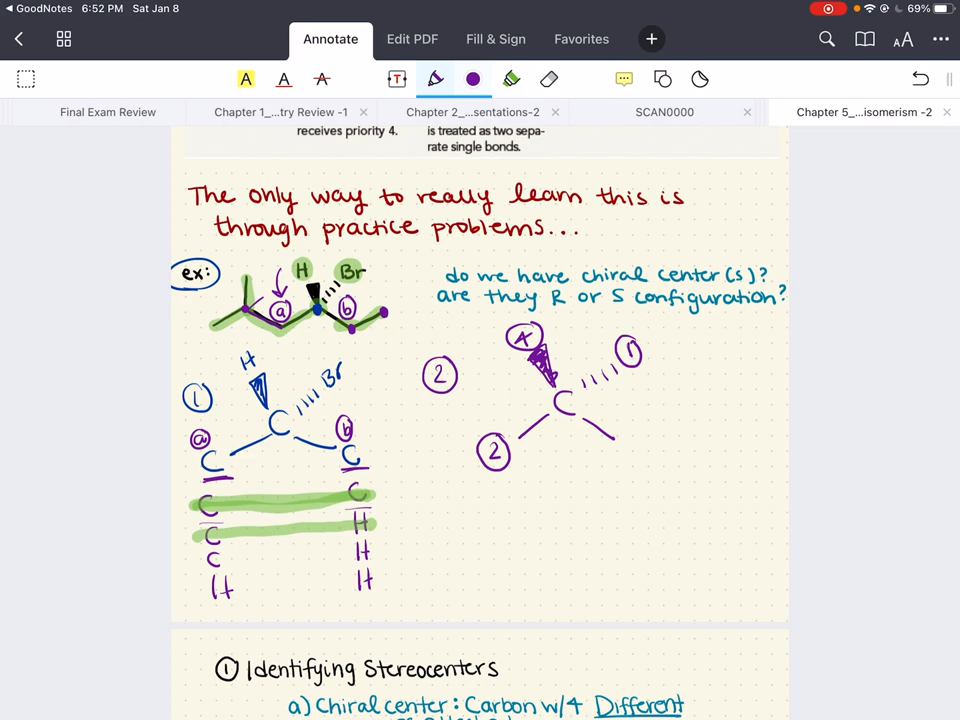 GoodNotes 6:52 PM Sat Jan 8 69%
Annotate Edit PDF Fill & Sign Favorites
AA
A A A T
Final Exam Review Chapter 1_...try Review -1 Chapter 2_...sentations-2 SCAN0000 Chapter 5_...isomerism -2
receives priority 4. is treated as two sepa-
rate single bonds.
The only way to really learn this is
through practice problems...
ex: H Br
a b
do we have chiral center(s)?
are they R or S configuration?
1 H Br
C
a b
C C
C C
C H
C H
H H
2 4 1
C
2
① Identifying Stereocenters
a) Chiral center: Carbon w/4 Different